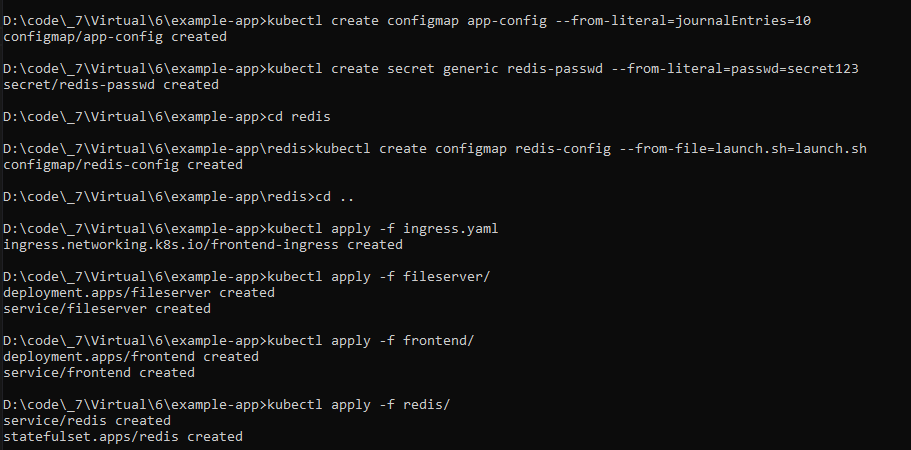 D:\code\_7\Virtual\6\example-app>kubectl create configmap app-config --from-literal=journalEntries=10
configmap/app-config created
D:\code\_7\Virtual\6\example-app>kubectl create secret generic redis-passwd --from-literal=passwd=secret123
secret/redis-passwd created
D:\code\_7\Virtual\6\example-app>cd redis
D:\code\_7\Virtual\6\example-app\redis>kubectl create configmap redis-config --from-file=launch.sh=launch.sh
configmap/redis-config created
D:\code\_7\Virtual\6\example-app\redis>cd ..
D:\code\_7\Virtual\6\example-app>kubectl apply -f ingress.yaml
ingress.networking.k8s.io/frontend-ingress created
D:\code\_7\Virtual\6\example-app>kubectl apply -f fileserver/
deployment.apps/fileserver created
service/fileserver created
D:\code\_7\Virtual\6\example-app>kubectl apply -f frontend/
deployment.apps/frontend created
service/frontend created
D:\code\_7\Virtual\6\example-app>kubectl apply -f redis/
service/redis created
statefulset.apps/redis created